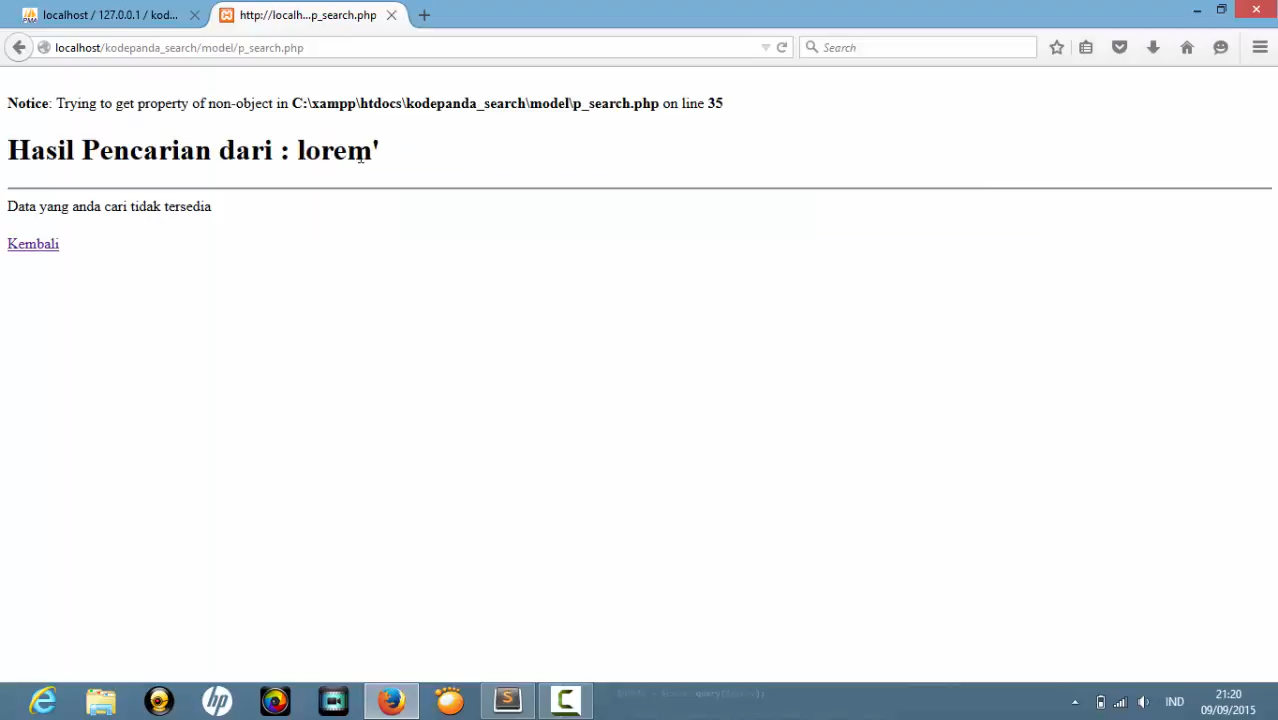 localhost / 127.0.0.1 / kod...
http://localh...p_search.php
localhost/kodepanda_search/model/p_search.php
Search
Notice: Trying to get property of non-object in C:\xampp\htdocs\kodepanda_search\model\p_search.php on line 35
Hasil Pencarian dari : lorem'
Data yang anda cari tidak tersedia
Kembali
IND
21:20
09/09/2015